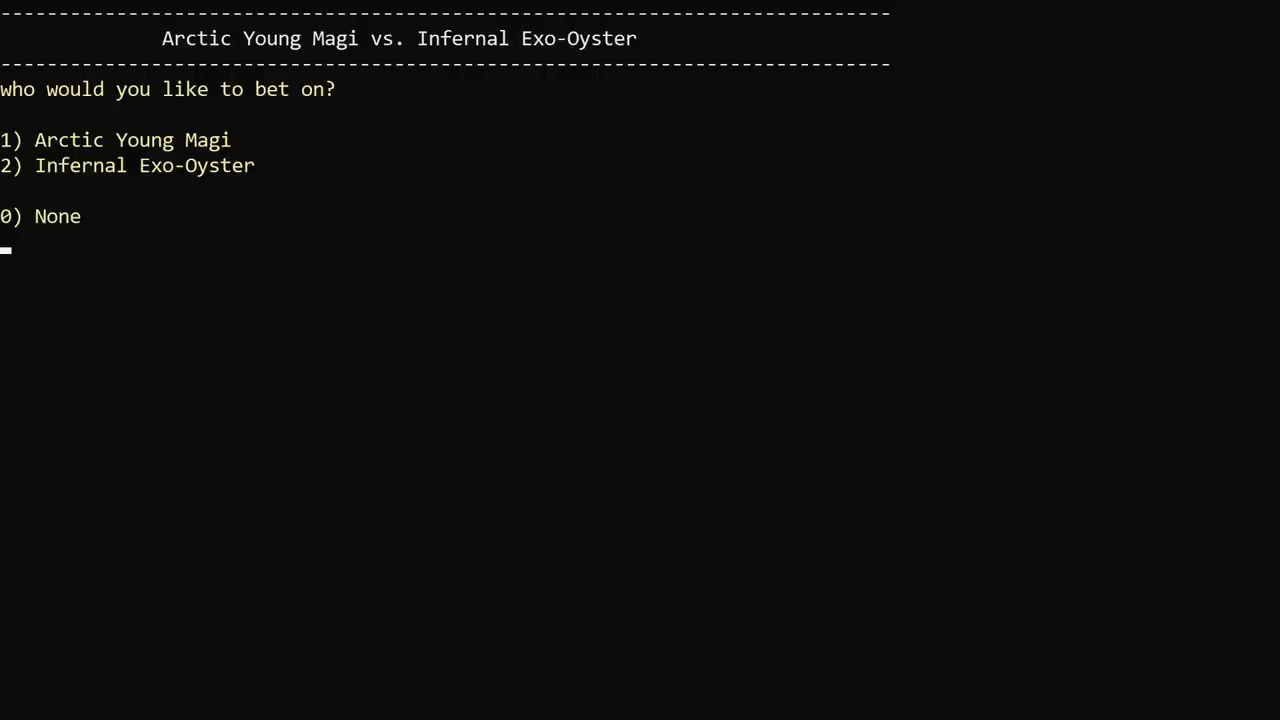 -----------------------------------------------------------------------------
Arctic Young Magi vs. Infernal Exo-Oyster
-----------------------------------------------------------------------------
who would you like to bet on?
1) Arctic Young Magi
2) Infernal Exo-Oyster
0) None